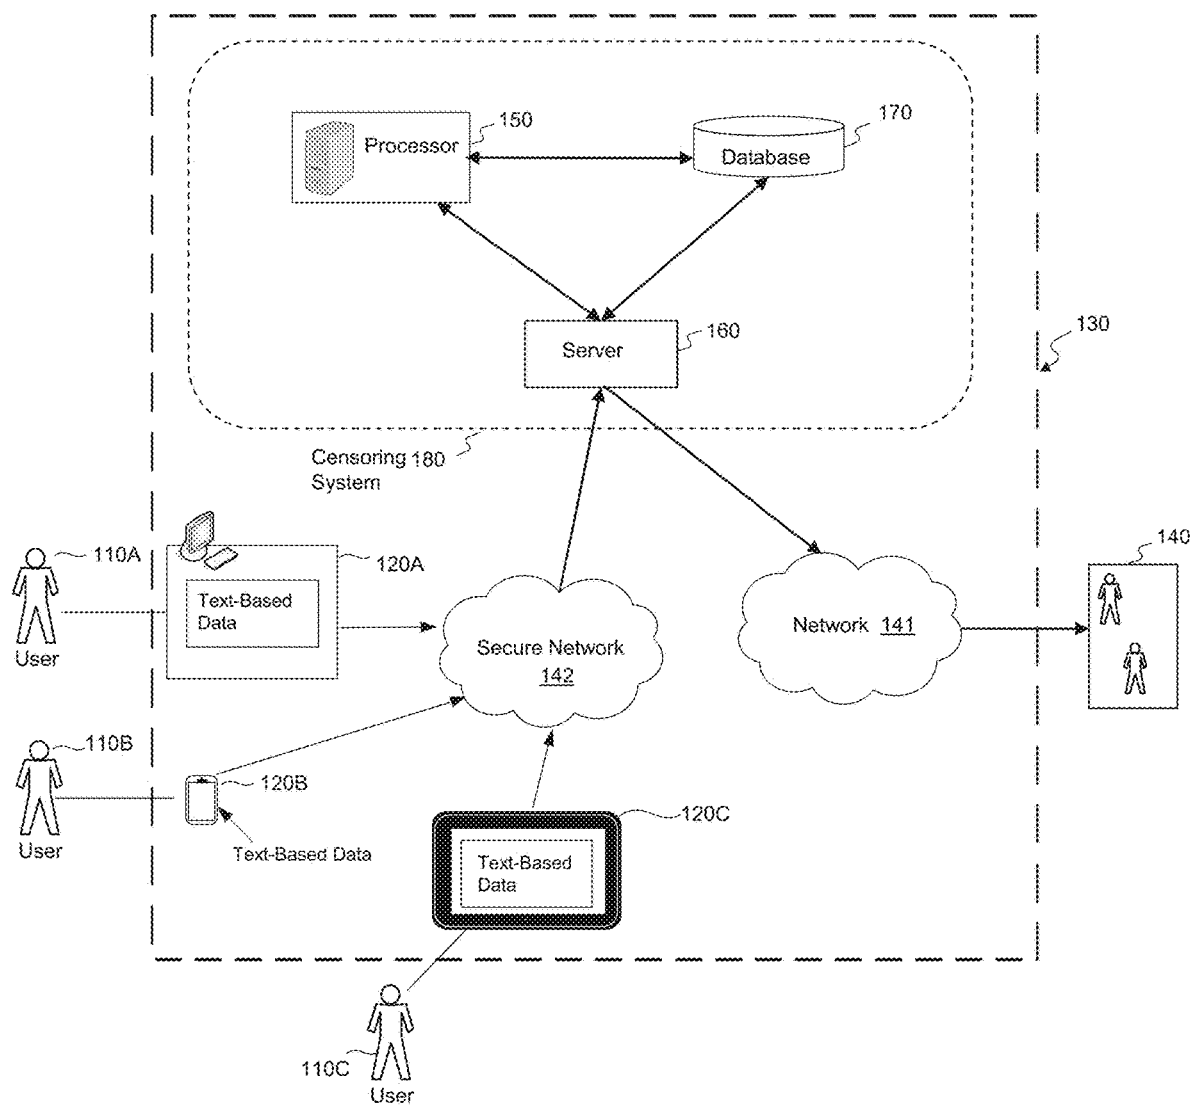 150
Processor
170
Database
160
Server
130
Censoring 180
System
110A
120A
140
Text-Based
Data
Secure Network
142
Network 141
User
110B
120B
120C
Text-Based Data
User
Text-Based
Data
110C
User